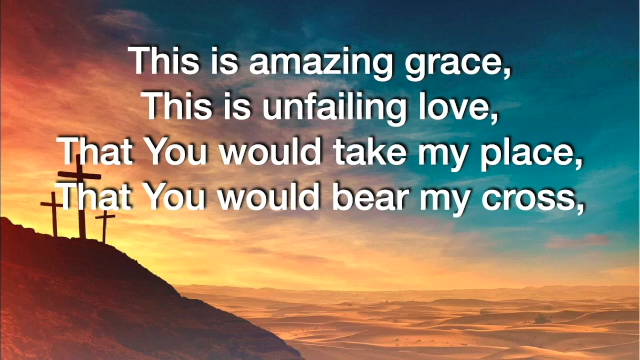 This is amazing grace,
This is unfailing love,
That You would take my place,
That You would bear my cross,